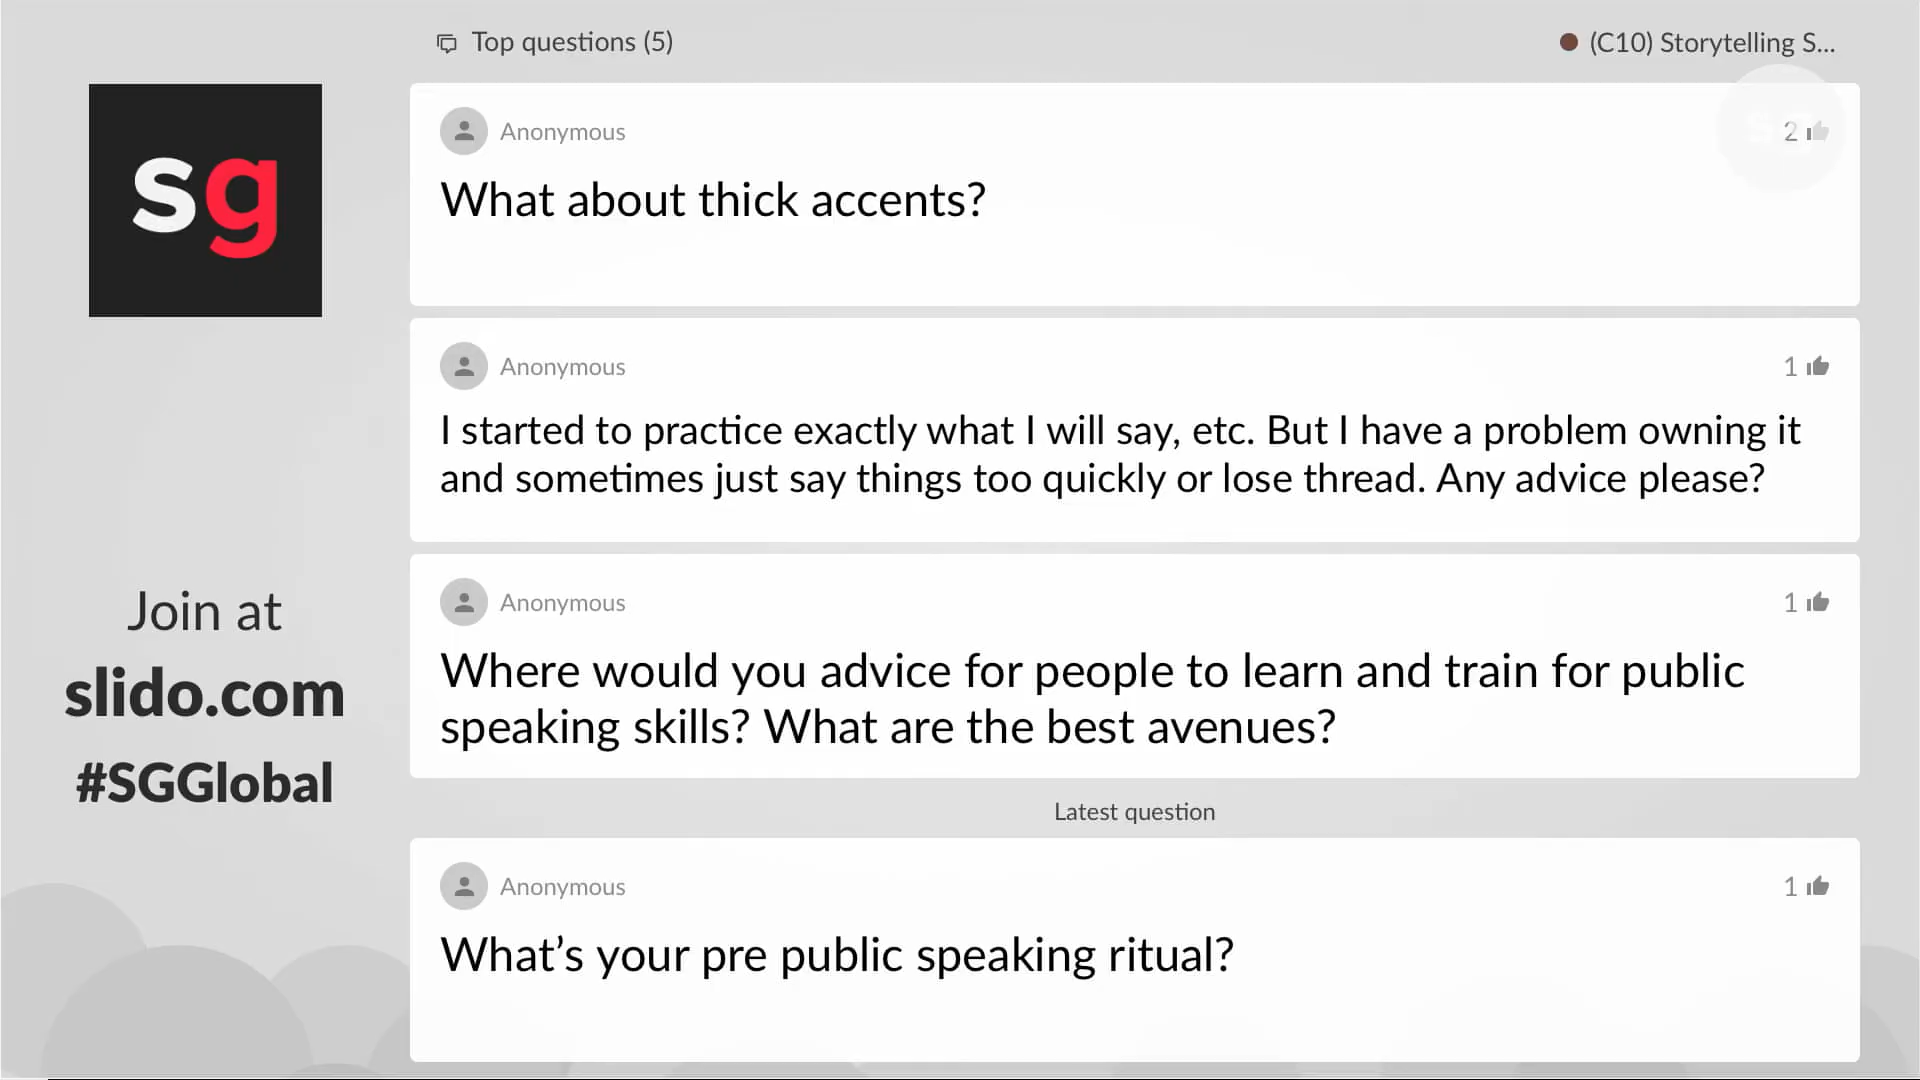 Top questions (5)
(C10) Storytelling S...
sg
Anonymous
2
What about thick accents?
Anonymous
1
I started to practice exactly what I will say, etc. But I have a problem owning it
and sometimes just say things too quickly or lose thread. Any advice please?
Anonymous
1
Where would you advice for people to learn and train for public
speaking skills? What are the best avenues?
Join at
slido.com
#SGGlobal
Latest question
Anonymous
1
What’s your pre public speaking ritual?